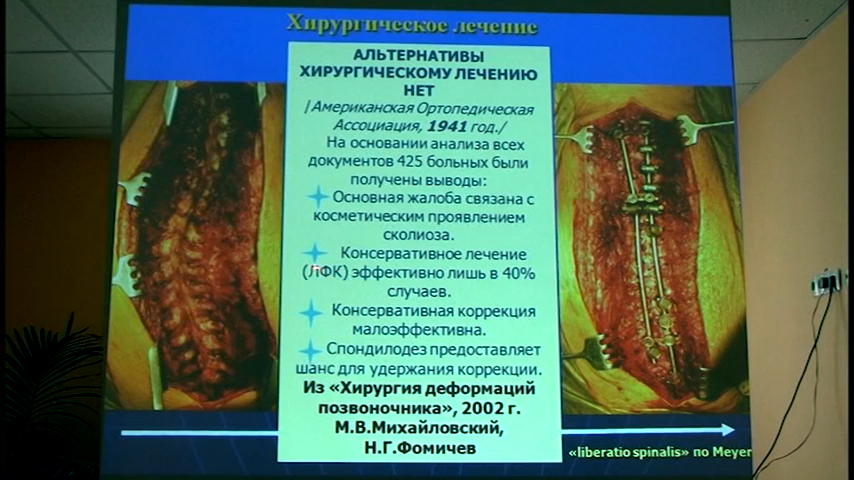 Хирургическое лечение
АЛЬТЕРНАТИВЫ
ХИРУРГИЧЕСКОМУ ЛЕЧЕНИЮ
НЕТ
/Американская Ортопедическая
Ассоциация, 1941 год./
На основании анализа всех
документов 425 больных были
получены выводы:
Основная жалоба связана с
косметическим проявлением
сколиоза.
Консервативное лечение
(ЛФК) эффективно лишь в 40%
случаев.
Консервативная коррекция
малоэффективна.
Спондилодез предоставляет
шанс для удержания коррекции.
Из «Хирургия деформаций
позвоночника», 2002 г.
М.В.Михайловский,
Н.Г.Фомичев
«liberatio spinalis» по Meyer